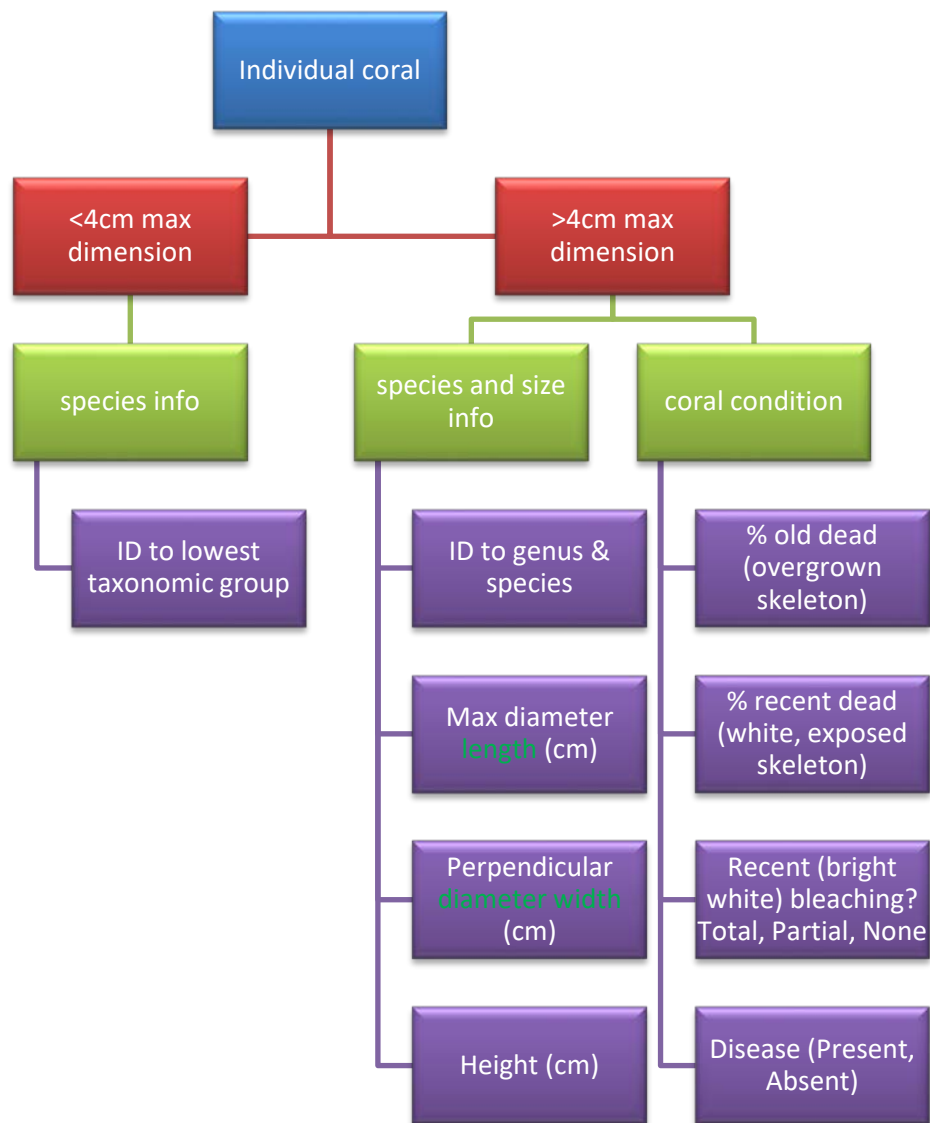 Individual coral
<4cm max
dimension
>4cm max
dimension
species info
species and size
info
coral condition
ID to lowest
taxonomic group
ID to genus &
species
% old dead
(overgrown
skeleton)
Max diameter
length (cm)
% recent dead
(white, exposed
skeleton)
Perpendicular
diameter width
(cm)
Recent (bright
white) bleaching?
Total, Partial, None
Height (cm)
Disease (Present,
Absent)